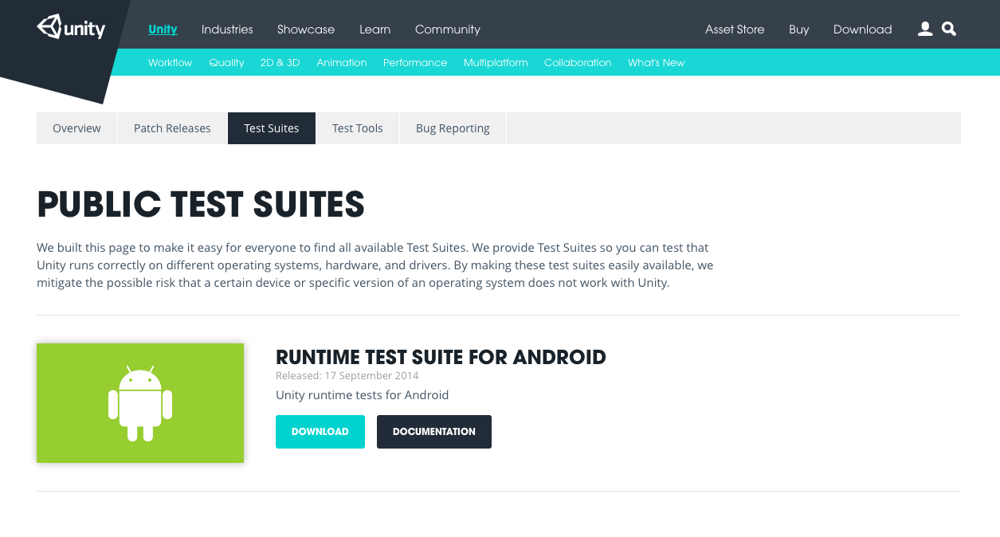 unity
Unity Industries Showcase Learn Community Asset Store Buy Download
Workflow Quality 2D & 3D Animation Performance Multiplatform Collaboration What's New
Overview Patch Releases Test Suites Test Tools Bug Reporting
PUBLIC TEST SUITES
We built this page to make it easy for everyone to find all available Test Suites. We provide Test Suites so you can test that
Unity runs correctly on different operating systems, hardware, and drivers. By making these test suites easily available, we
mitigate the possible risk that a certain device or specific version of an operating system does not work with Unity.
RUNTIME TEST SUITE FOR ANDROID
Released: 17 September 2014
Unity runtime tests for Android
DOWNLOAD DOCUMENTATION